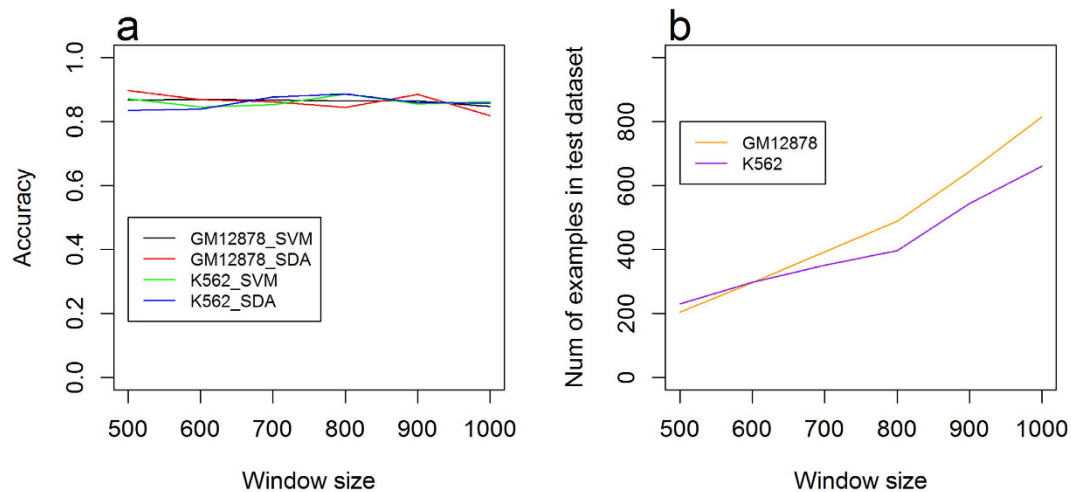 a
Accuracy
1.0
0.8
0.6
0.4
0.2
0.0
GM12878_SVM
GM12878_SDA
K562_SVM
K562_SDA
500 600 700 800 900 1000
Window size
b
Num of examples in test dataset
800
600
400
200
0
GM12878
K562
500 600 700 800 900 1000
Window size